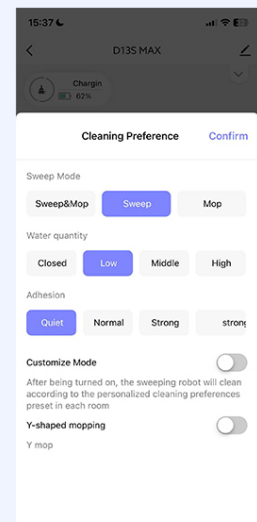 15:37
D13S MAX
Chargin
62%
Cleaning Preference Confirm
Sweep Mode
Sweep&Mop Sweep Mop
Water quantity
Closed Low Middle High
Adhesion
Quiet Normal Strong strong
Customize Mode
After being turned on, the sweeping robot will clean
according to the personalized cleaning preferences
preset in each room
Y-shaped mopping
Y mop